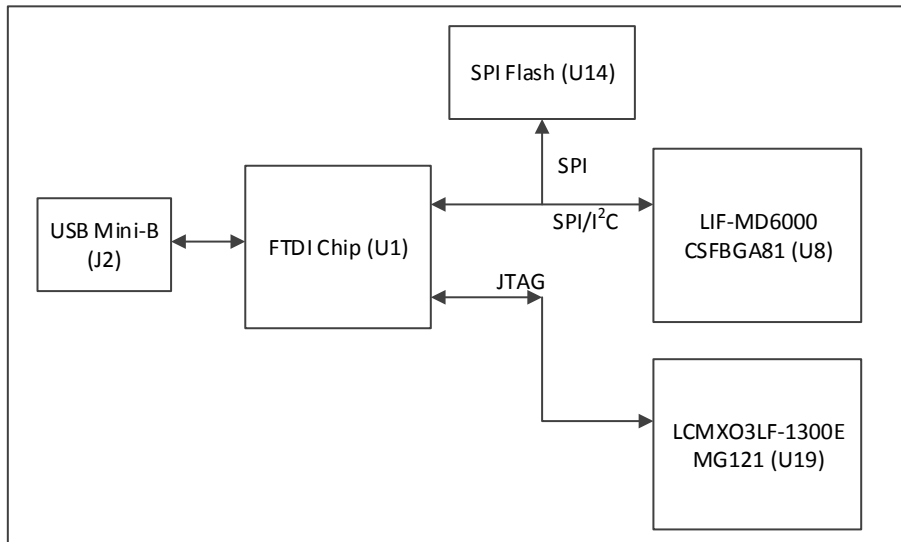 SPI Flash (U14)
SPI
USB Mini-B
(J2)
FTDI Chip (U1)
SPI/I²C
LIF-MD6000
CSFBGA81 (U8)
JTAG
LCMXO3LF-1300E
MG121 (U19)